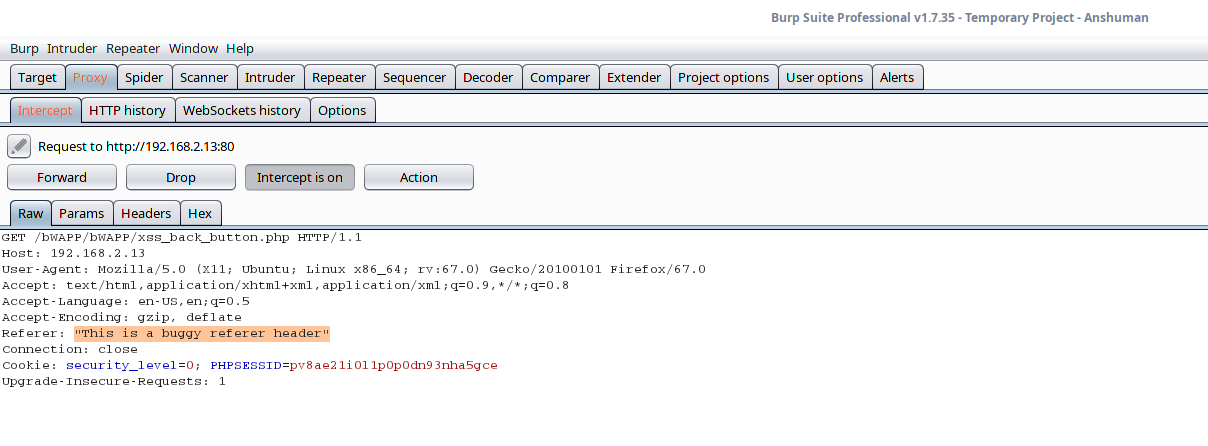 Burp Suite Professional v1.7.35 - Temporary Project - Anshuman
Burp Intruder Repeater Window Help
Target Proxy Spider Scanner Intruder Repeater Sequencer Decoder Comparer Extender Project options User options Alerts
Intercept HTTP history WebSockets history Options
Request to http://192.168.2.13:80
Forward Drop Intercept is on Action
Raw Params Headers Hex
GET /bWAPP/bWAPP/xss_back_button.php HTTP/1.1
Host: 192.168.2.13
User-Agent: Mozilla/5.0 (X11; Ubuntu; Linux x86_64; rv:67.0) Gecko/20100101 Firefox/67.0
Accept: text/html,application/xhtml+xml,application/xml;q=0.9,*/*;q=0.8
Accept-Language: en-US,en;q=0.5
Accept-Encoding: gzip, deflate
Referer: "This is a buggy referer header"
Connection: close
Cookie: security_level=0; PHPSESSID=pv8ae21i0l1p0p0dn93nha5gce
Upgrade-Insecure-Requests: 1